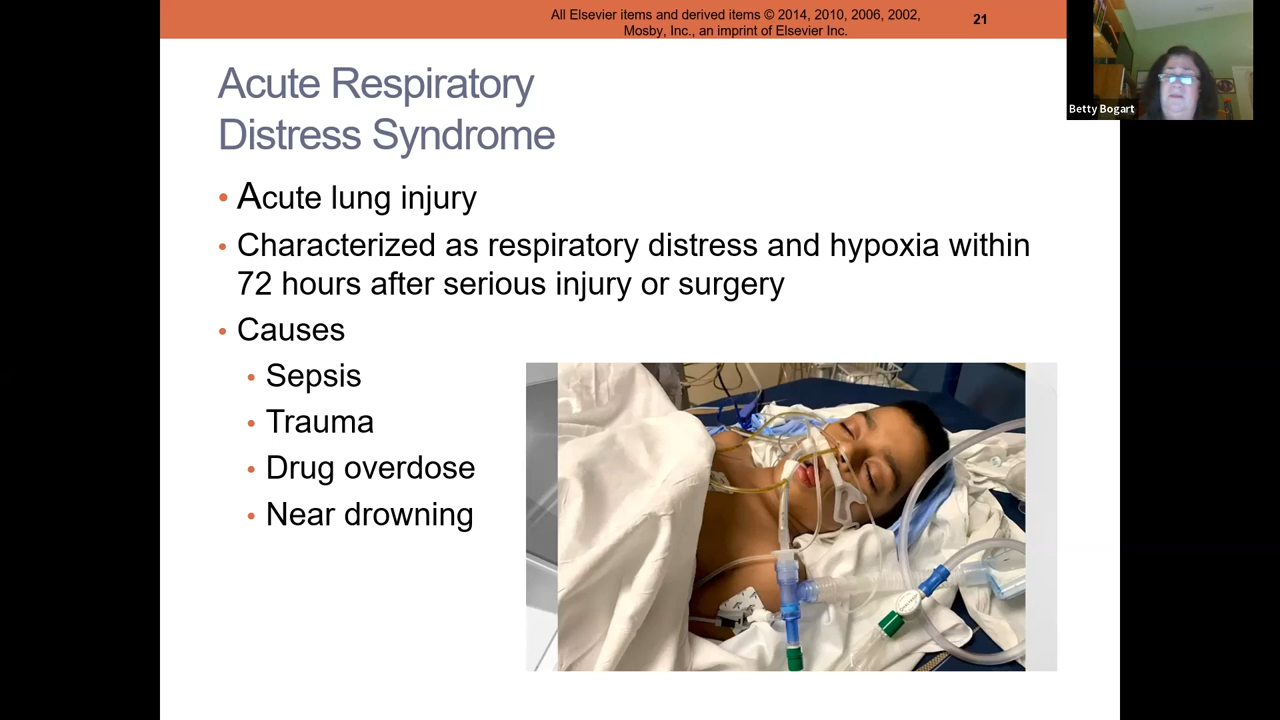 All Elsevier items and derived items © 2014, 2010, 2006, 2002,
Mosby, Inc., an imprint of Elsevier Inc.
21
Betty Bogart
Acute Respiratory
Distress Syndrome
• Acute lung injury
• Characterized as respiratory distress and hypoxia within
72 hours after serious injury or surgery
• Causes
• Sepsis
• Trauma
• Drug overdose
• Near drowning